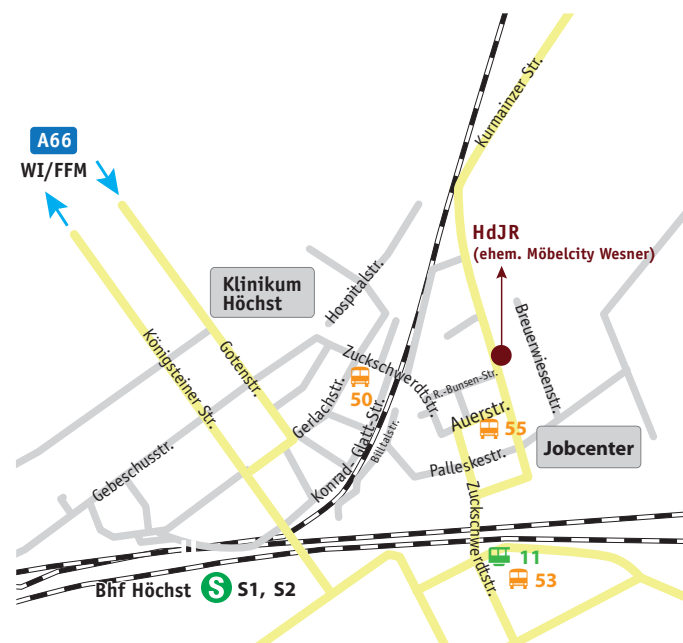 Kurmainzer Str.
A66
WI/FFM
HdJR
(ehem. Möbelcity Wesner)
Klinikum
Höchst
Hospitalstr.
Königsteiner Str.
Gotenstr.
Zuckschwerdtstr.
Breuerwiesenstr.
R.-Bunsen-Str.
50
Gerlachstr.
Auerstr.
55
Konrad- Glatt-Str.
Billtalstr.
Jobcenter
Gebeschusstr.
Palleskestr.
Zuckschwerdtstr.
11
53
Bhf Höchst S S1, S2